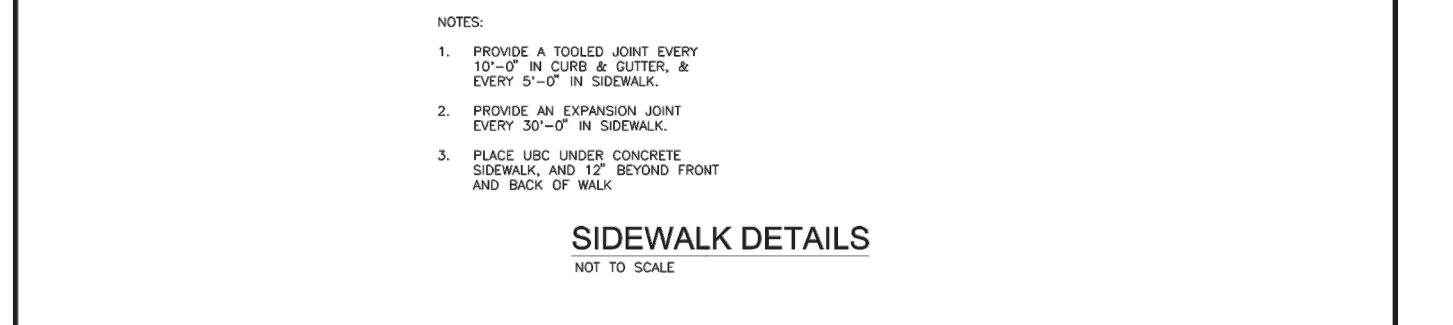 NOTES:
1. PROVIDE A TOOLED JOINT EVERY
10'-0" IN CURB & GUTTER, &
EVERY 5'-0" IN SIDEWALK.
2. PROVIDE AN EXPANSION JOINT
EVERY 30'-0" IN SIDEWALK.
3. PLACE UBC UNDER CONCRETE
SIDEWALK, AND 12" BEYOND FRONT
AND BACK OF WALK
SIDEWALK DETAILS
NOT TO SCALE